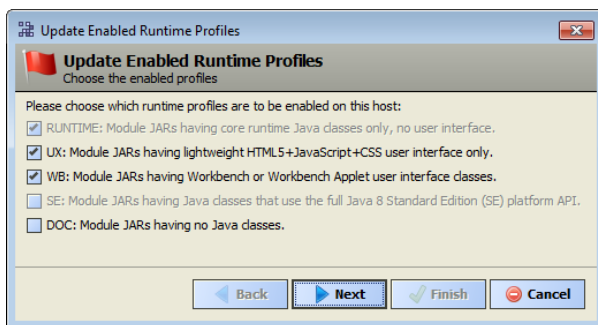 Update Enabled Runtime Profiles
Update Enabled Runtime Profiles
Choose the enabled profiles
Please choose which runtime profiles are to be enabled on this host:
RUNTIME: Module JARs having core runtime Java classes only, no user interface.
UX: Module JARs having lightweight HTML5+JavaScript+CSS user interface only.
WB: Module JARs having Workbench or Workbench Applet user interface classes.
SE: Module JARs having Java classes that use the full Java 8 Standard Edition (SE) platform API.
DOC: Module JARs having no Java classes.
Back Next Finish Cancel